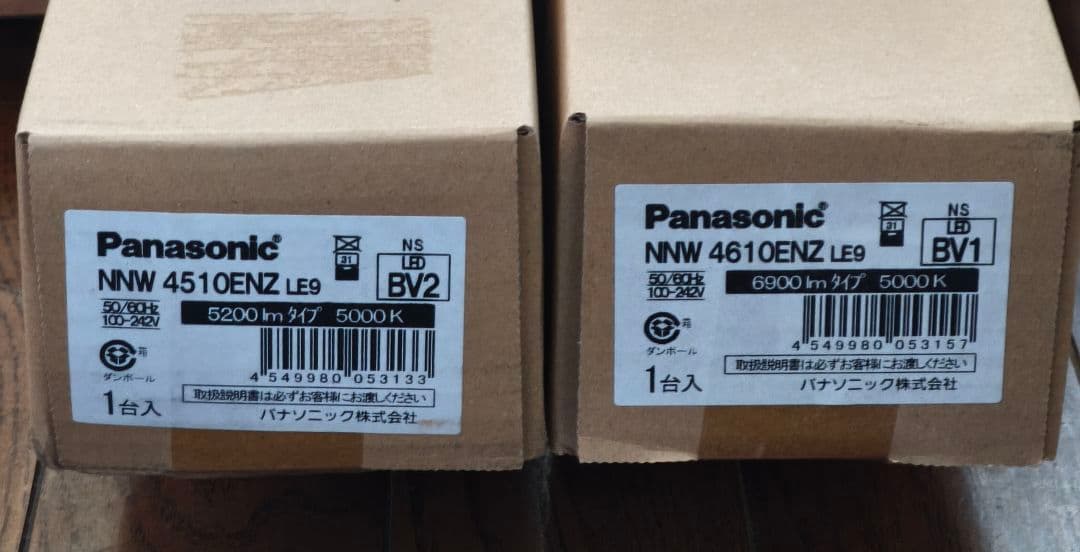 Panasonic®
NNW 4510ENZ LE9
31
NS
LED
BV2
50/60Hz
100-242V
5200 lm タイプ 5000 K
箱
ダンボール
4 549980 053133
1台入
取扱説明書は必ずお客様にお渡しください
パナソニック株式会社
Panasonic®
NNW 4610ENZ LE9
31
NS
LED
BV1
50/60Hz
100-242V
6900 lm タイプ 5000 K
箱
ダンボール
4 549980 053157
1台入
取扱説明書は必ずお客様にお渡しください
パナソニック株式会社